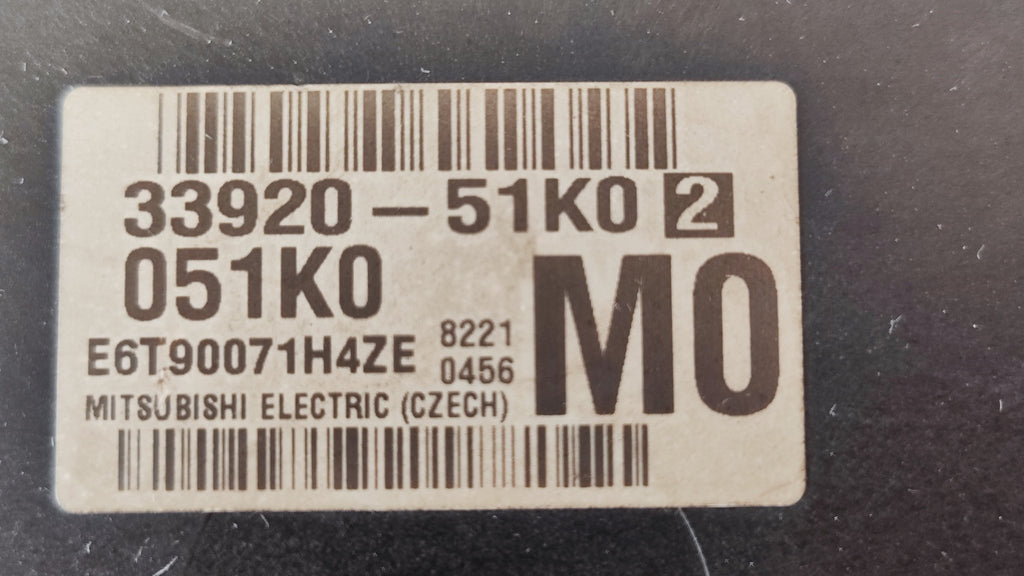 33920-51K0 2
051K0
M0
E6T90071H4ZE
8221
0456
MITSUBISHI ELECTRIC (CZECH)